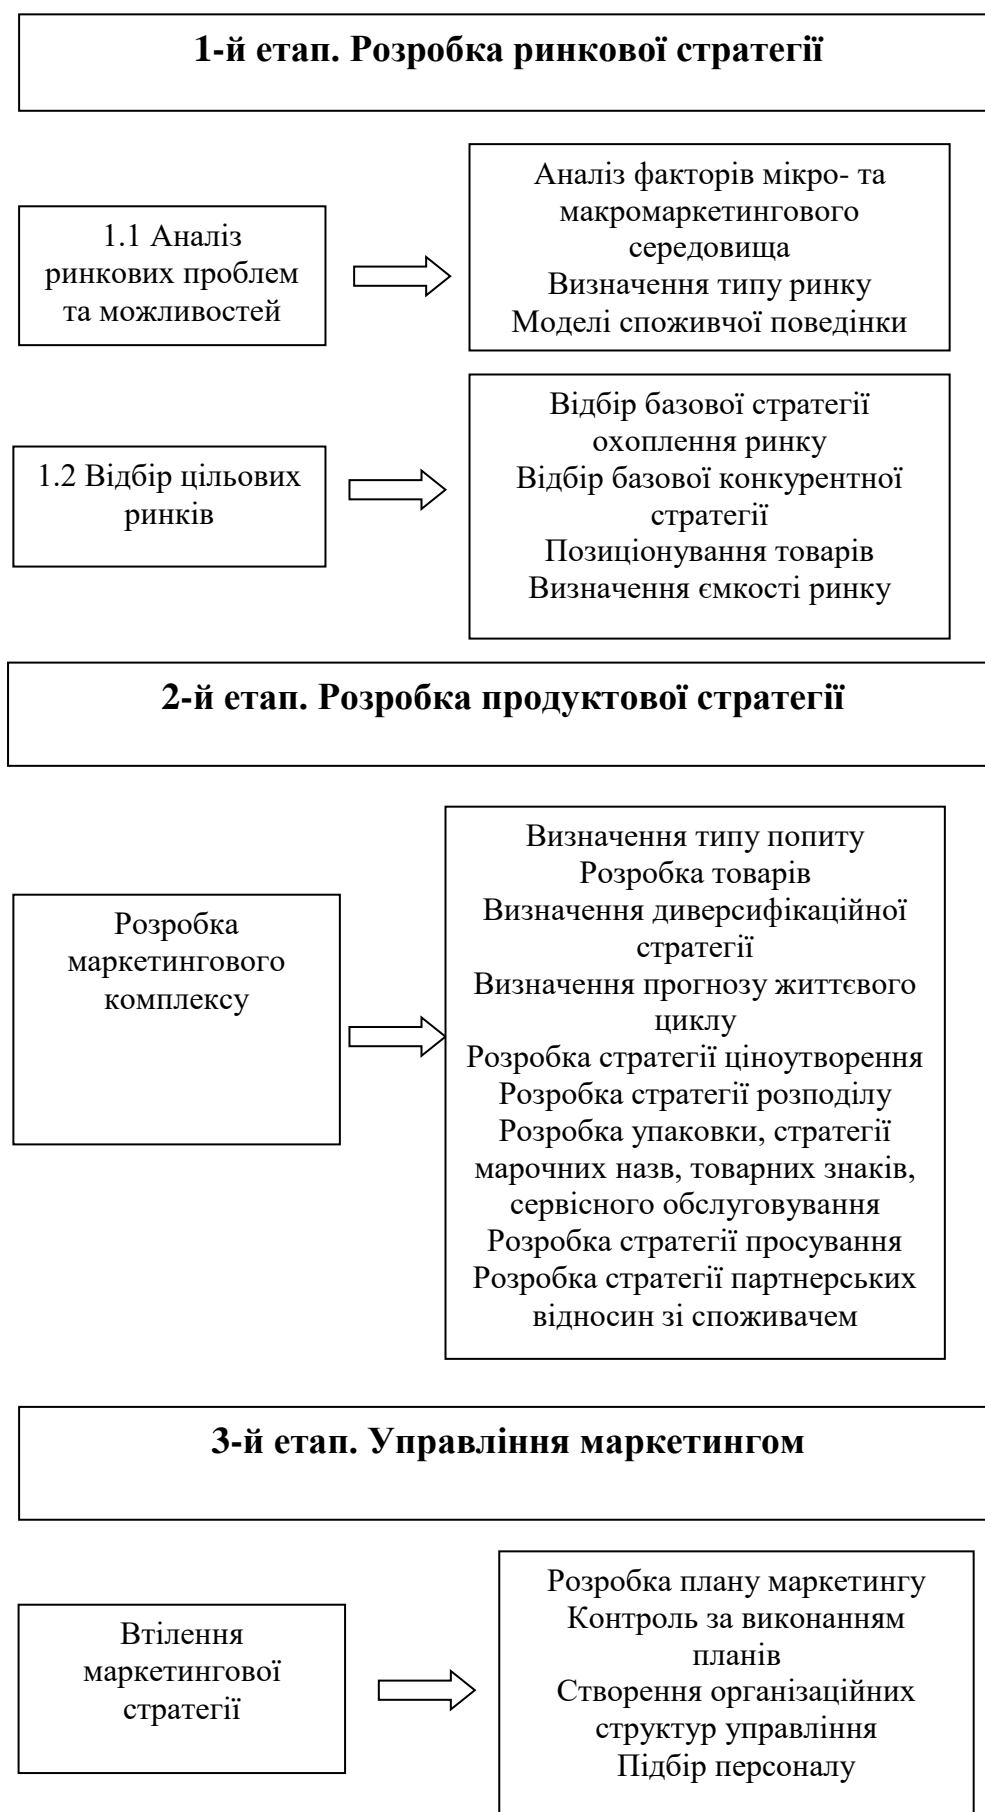 1-й етап. Розробка ринкової стратегії
1.1 Аналіз
ринкових проблем
та можливостей
Аналіз факторів мікро- та
макромаркетингового
середовища
Визначення типу ринку
Моделі споживчої поведінки
1.2 Відбір цільових
ринків
Відбір базової стратегії
охоплення ринку
Відбір базової конкурентної
стратегії
Позиціонування товарів
Визначення ємкості ринку
2-й етап. Розробка продуктової стратегії
Розробка
маркетингового
комплексу
Визначення типу попиту
Розробка товарів
Визначення диверсифікаційної
стратегії
Визначення прогнозу життєвого
циклу
Розробка стратегії ціноутворення
Розробка стратегії розподілу
Розробка упаковки, стратегії
марочних назв, товарних знаків,
сервісного обслуговування
Розробка стратегії просування
Розробка стратегії партнерських
відносин зі споживачем
3-й етап. Управління маркетингом
Втілення
маркетингової
стратегії
Розробка плану маркетингу
Контроль за виконанням
планів
Створення організаційних
структур управління
Підбір персоналу